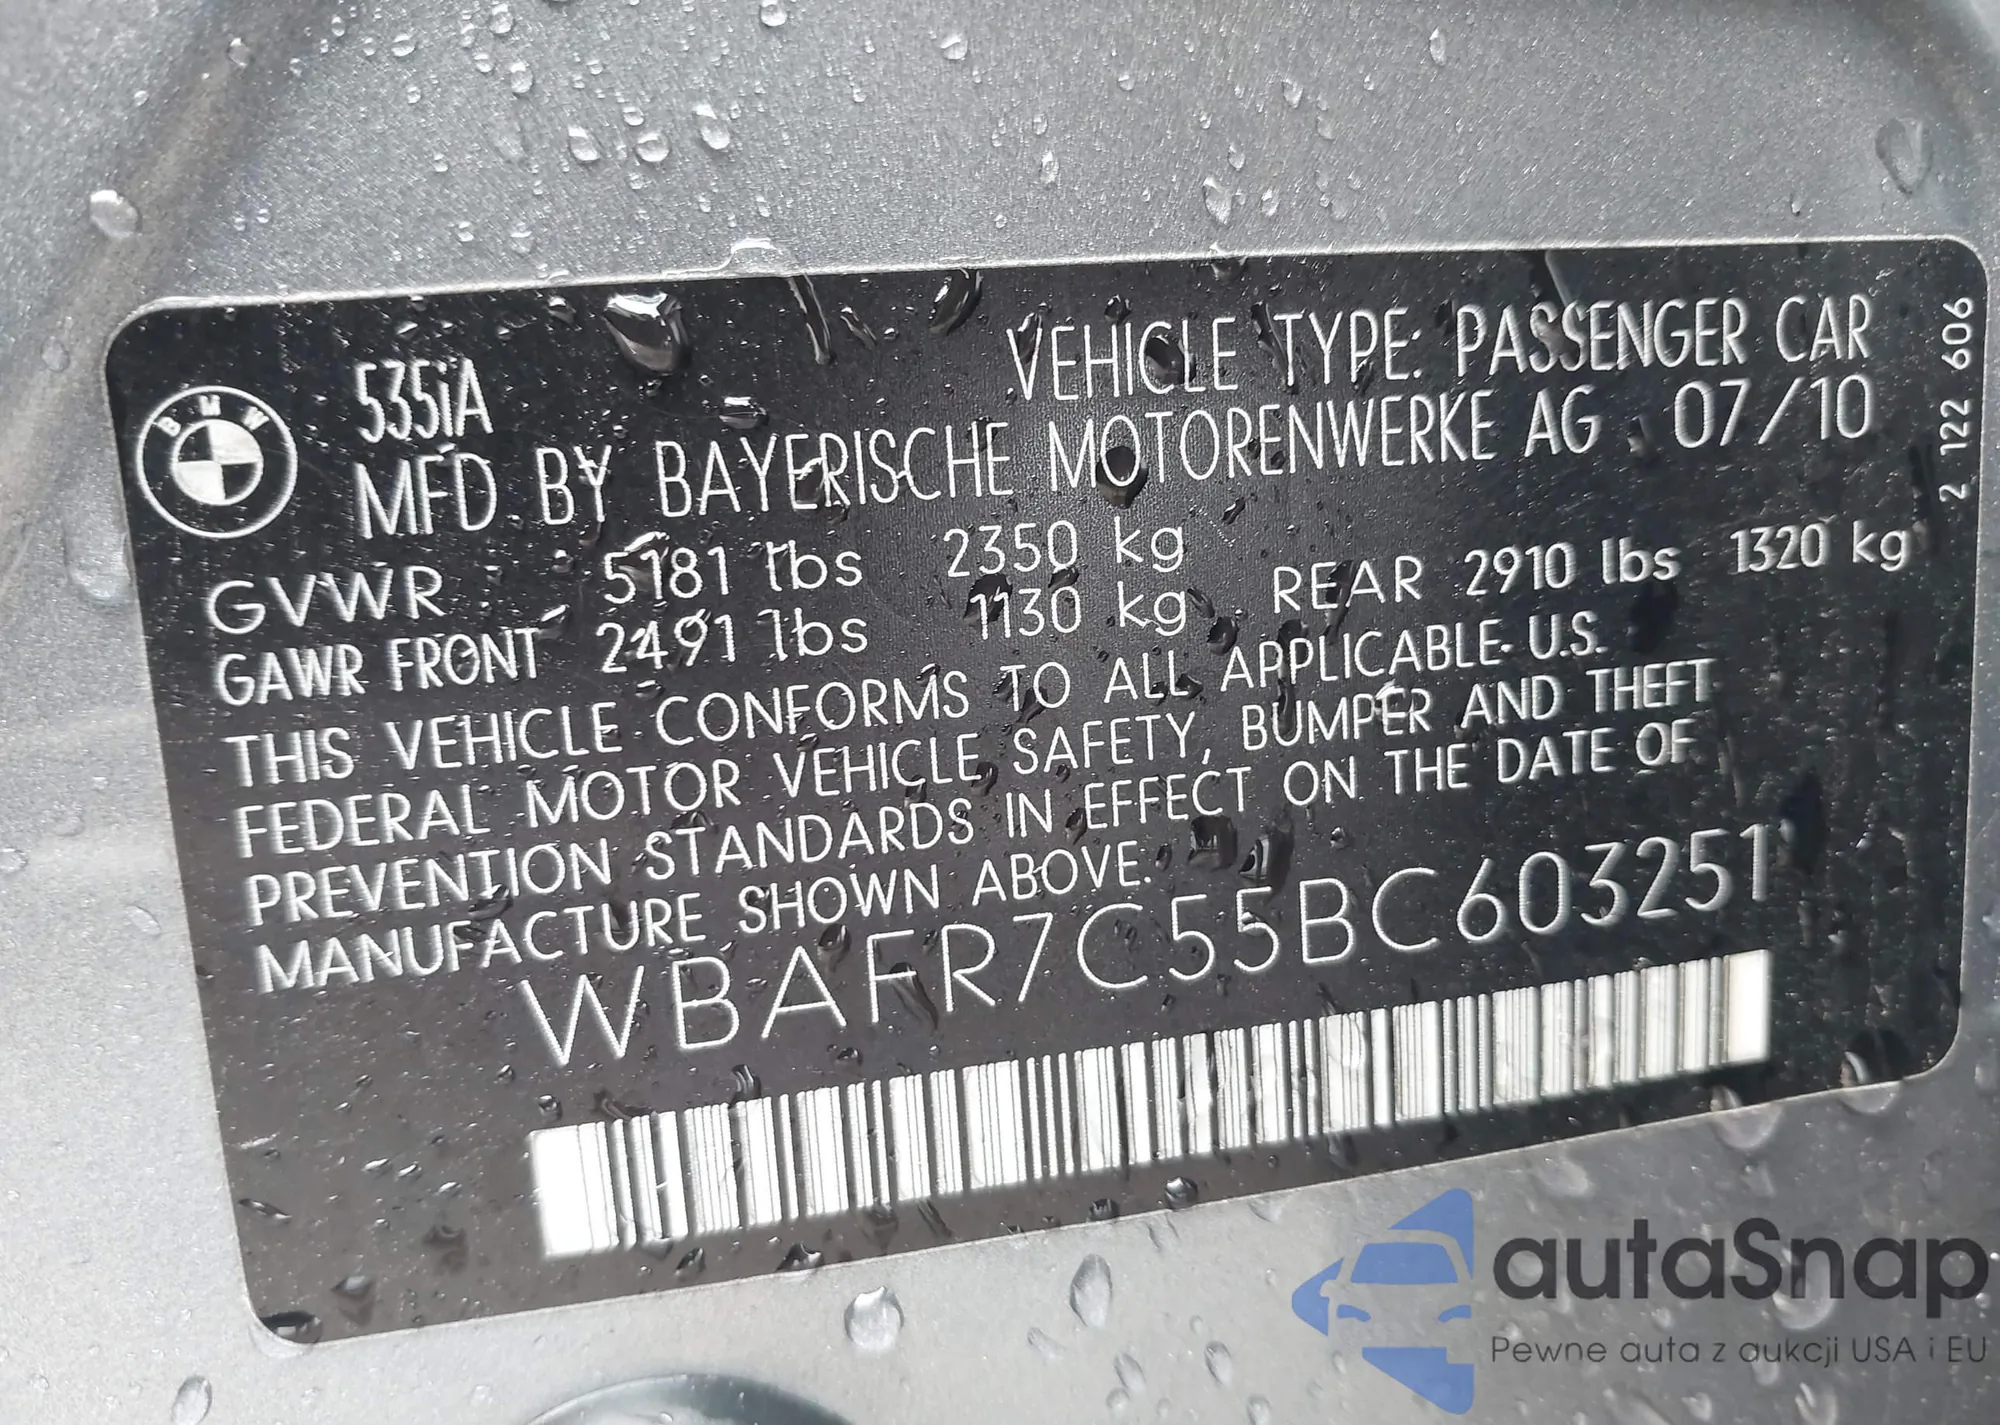 BMW
535iA VEHICLE TYPE: PASSENGER CAR
MFD. BY BAYERISCHE MOTORENWERKE AG 07/10
GVWR 5181 lbs 2350 kg
GAWR FRONT 2491 lbs 1130 kg REAR 2910 lbs 1320 kg
THIS VEHICLE CONFORMS TO ALL APPLICABLE U.S.
FEDERAL MOTOR VEHICLE SAFETY, BUMPER AND THEFT
PREVENTION STANDARDS IN EFFECT ON THE DATE OF
MANUFACTURE SHOWN ABOVE.
WBAFR7C55BC603251
2 122 606
autaSnap
Pewne auta z aukcji USA i EU